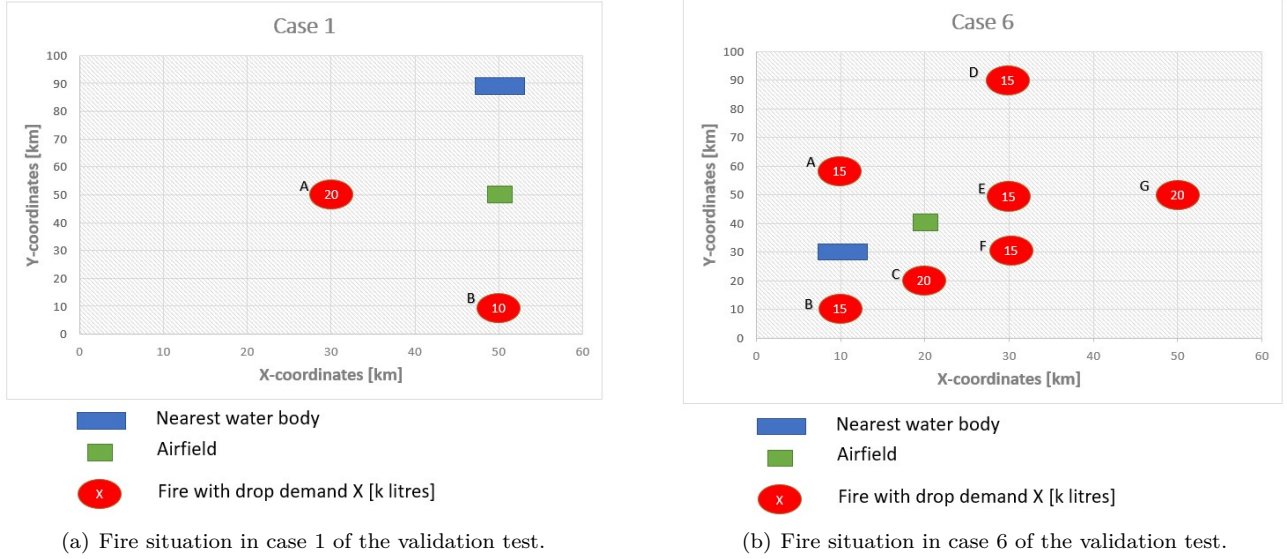 Case 1
Y-coordinates [km]
100
90
80
70
60
50
40
30
20
10
0
A
20
B
10
0 10 20 30 40 50 60
X-coordinates [km]
Nearest water body
Airfield
X
Fire with drop demand X [k litres]
(a) Fire situation in case 1 of the validation test.
Case 6
Y-coordinates [km]
100
90
80
70
60
50
40
30
20
10
0
D
15
A
15
E
15
G
20
F
15
C
20
B
15
0 10 20 30 40 50 60
X-coordinates [km]
Nearest water body
Airfield
X
Fire with drop demand X [k litres]
(b) Fire situation in case 6 of the validation test.